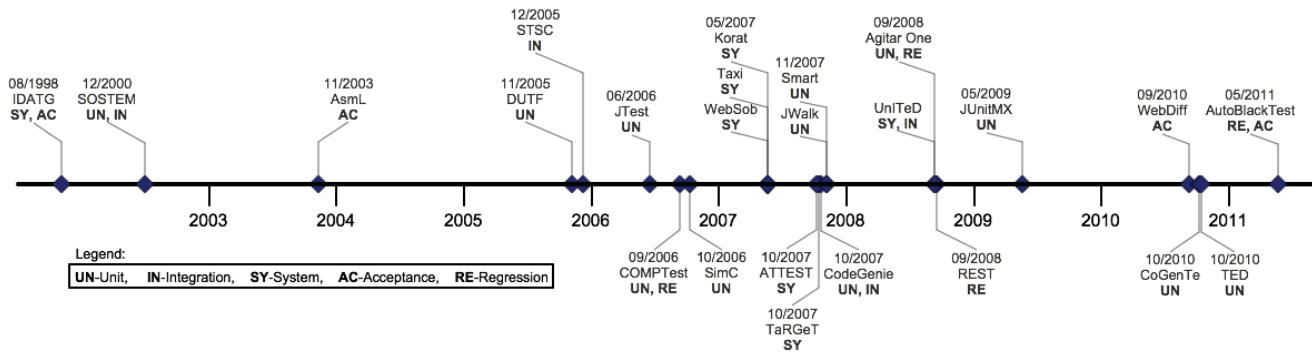 08/1998
IDATG
SY, AC
12/2000
SOSTEM
UN, IN
11/2003
AsmL
AC
11/2005
DUTF
UN
12/2005
STSC
IN
06/2006
JTest
UN
05/2007
Korat
SY
Taxi
SY
WebSob
SY
11/2007
Smart
UN
JWalk
UN
09/2008
Agitar One
UN, RE
UnITeD
SY, IN
05/2009
JUnitMX
UN
09/2010
WebDiff
AC
05/2011
AutoBlackTest
RE, AC
2003
2004
2005
2006
2007
2008
2009
2010
2011
09/2006
COMPTest
UN, RE
10/2006
SimC
UN
10/2007
ATTEST
SY
10/2007
TaRGeT
SY
10/2007
CodeGenie
UN, IN
09/2008
REST
RE
10/2010
CoGenTe
UN
10/2010
TED
UN
Legend:
UN-Unit, IN-Integration, SY-System, AC-Acceptance, RE-Regression